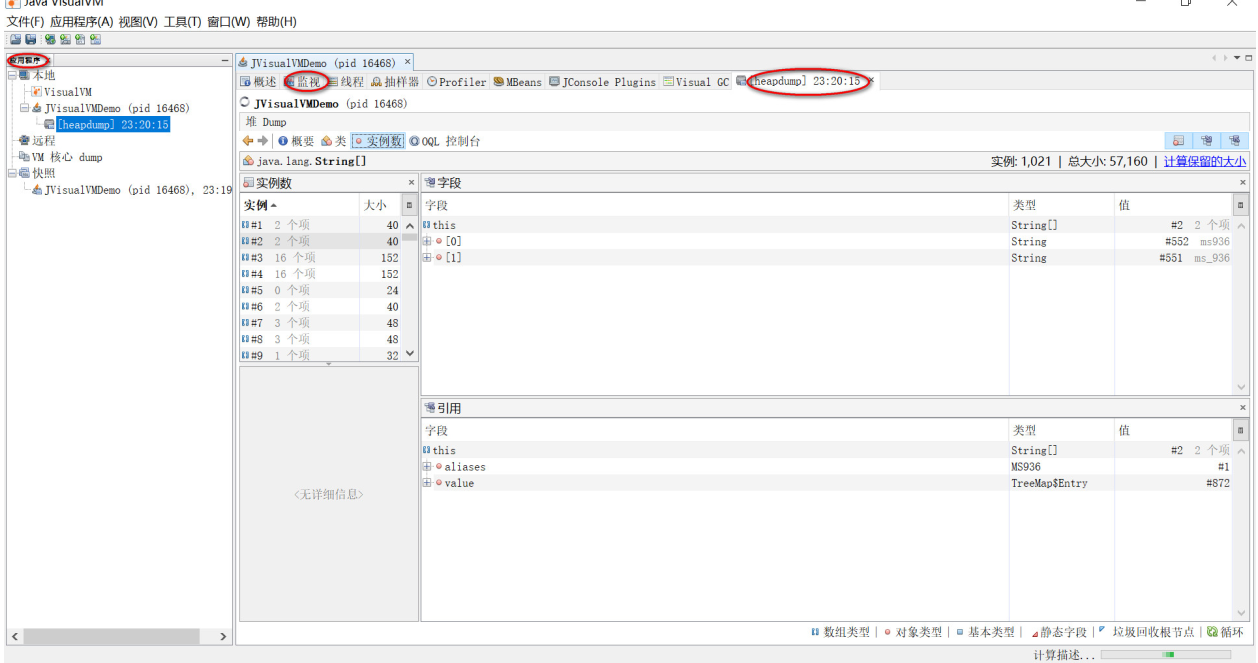 Java VisualVM
文件(F) 应用程序(A) 视图(V) 工具(T) 窗口(W) 帮助(H)
应用程序 ×
本地
VisualVM
JVisualVMDemo (pid 16468)
[heapdump] 23:20:15
远程
VM 核心 dump
快照
JVisualVMDemo (pid 16468), 23:19
JVisualVMDemo (pid 16468) ×
概述 监视 线程 抽样器 Profiler MBeans JConsole Plugins Visual GC [heapdump] 23:20:15 ×
JVisualVMDemo (pid 16468)
堆 Dump
概要 类 实例数 OQL 控制台
java.lang.String[] 实例: 1,021 | 总大小: 57,160 | 计算保留的大小
实例数 ×
实例 大小
#1 2 个项 40
#2 2 个项 40
#3 16 个项 152
#4 16 个项 152
#5 0 个项 24
#6 2 个项 40
#7 3 个项 48
#8 3 个项 48
#9 1 个项 32
<无详细信息>
字段 ×
字段 类型 值
this String[] #2 2 个项
[0] String #552 ms936
[1] String #551 ms_936
引用 ×
字段 类型 值
this String[] #2 2 个项
aliases MS936 #1
value TreeMap$Entry #872
数组类型 | 对象类型 | 基本类型 | 静态字段 | 垃圾回收根节点 | 循环
计算描述...